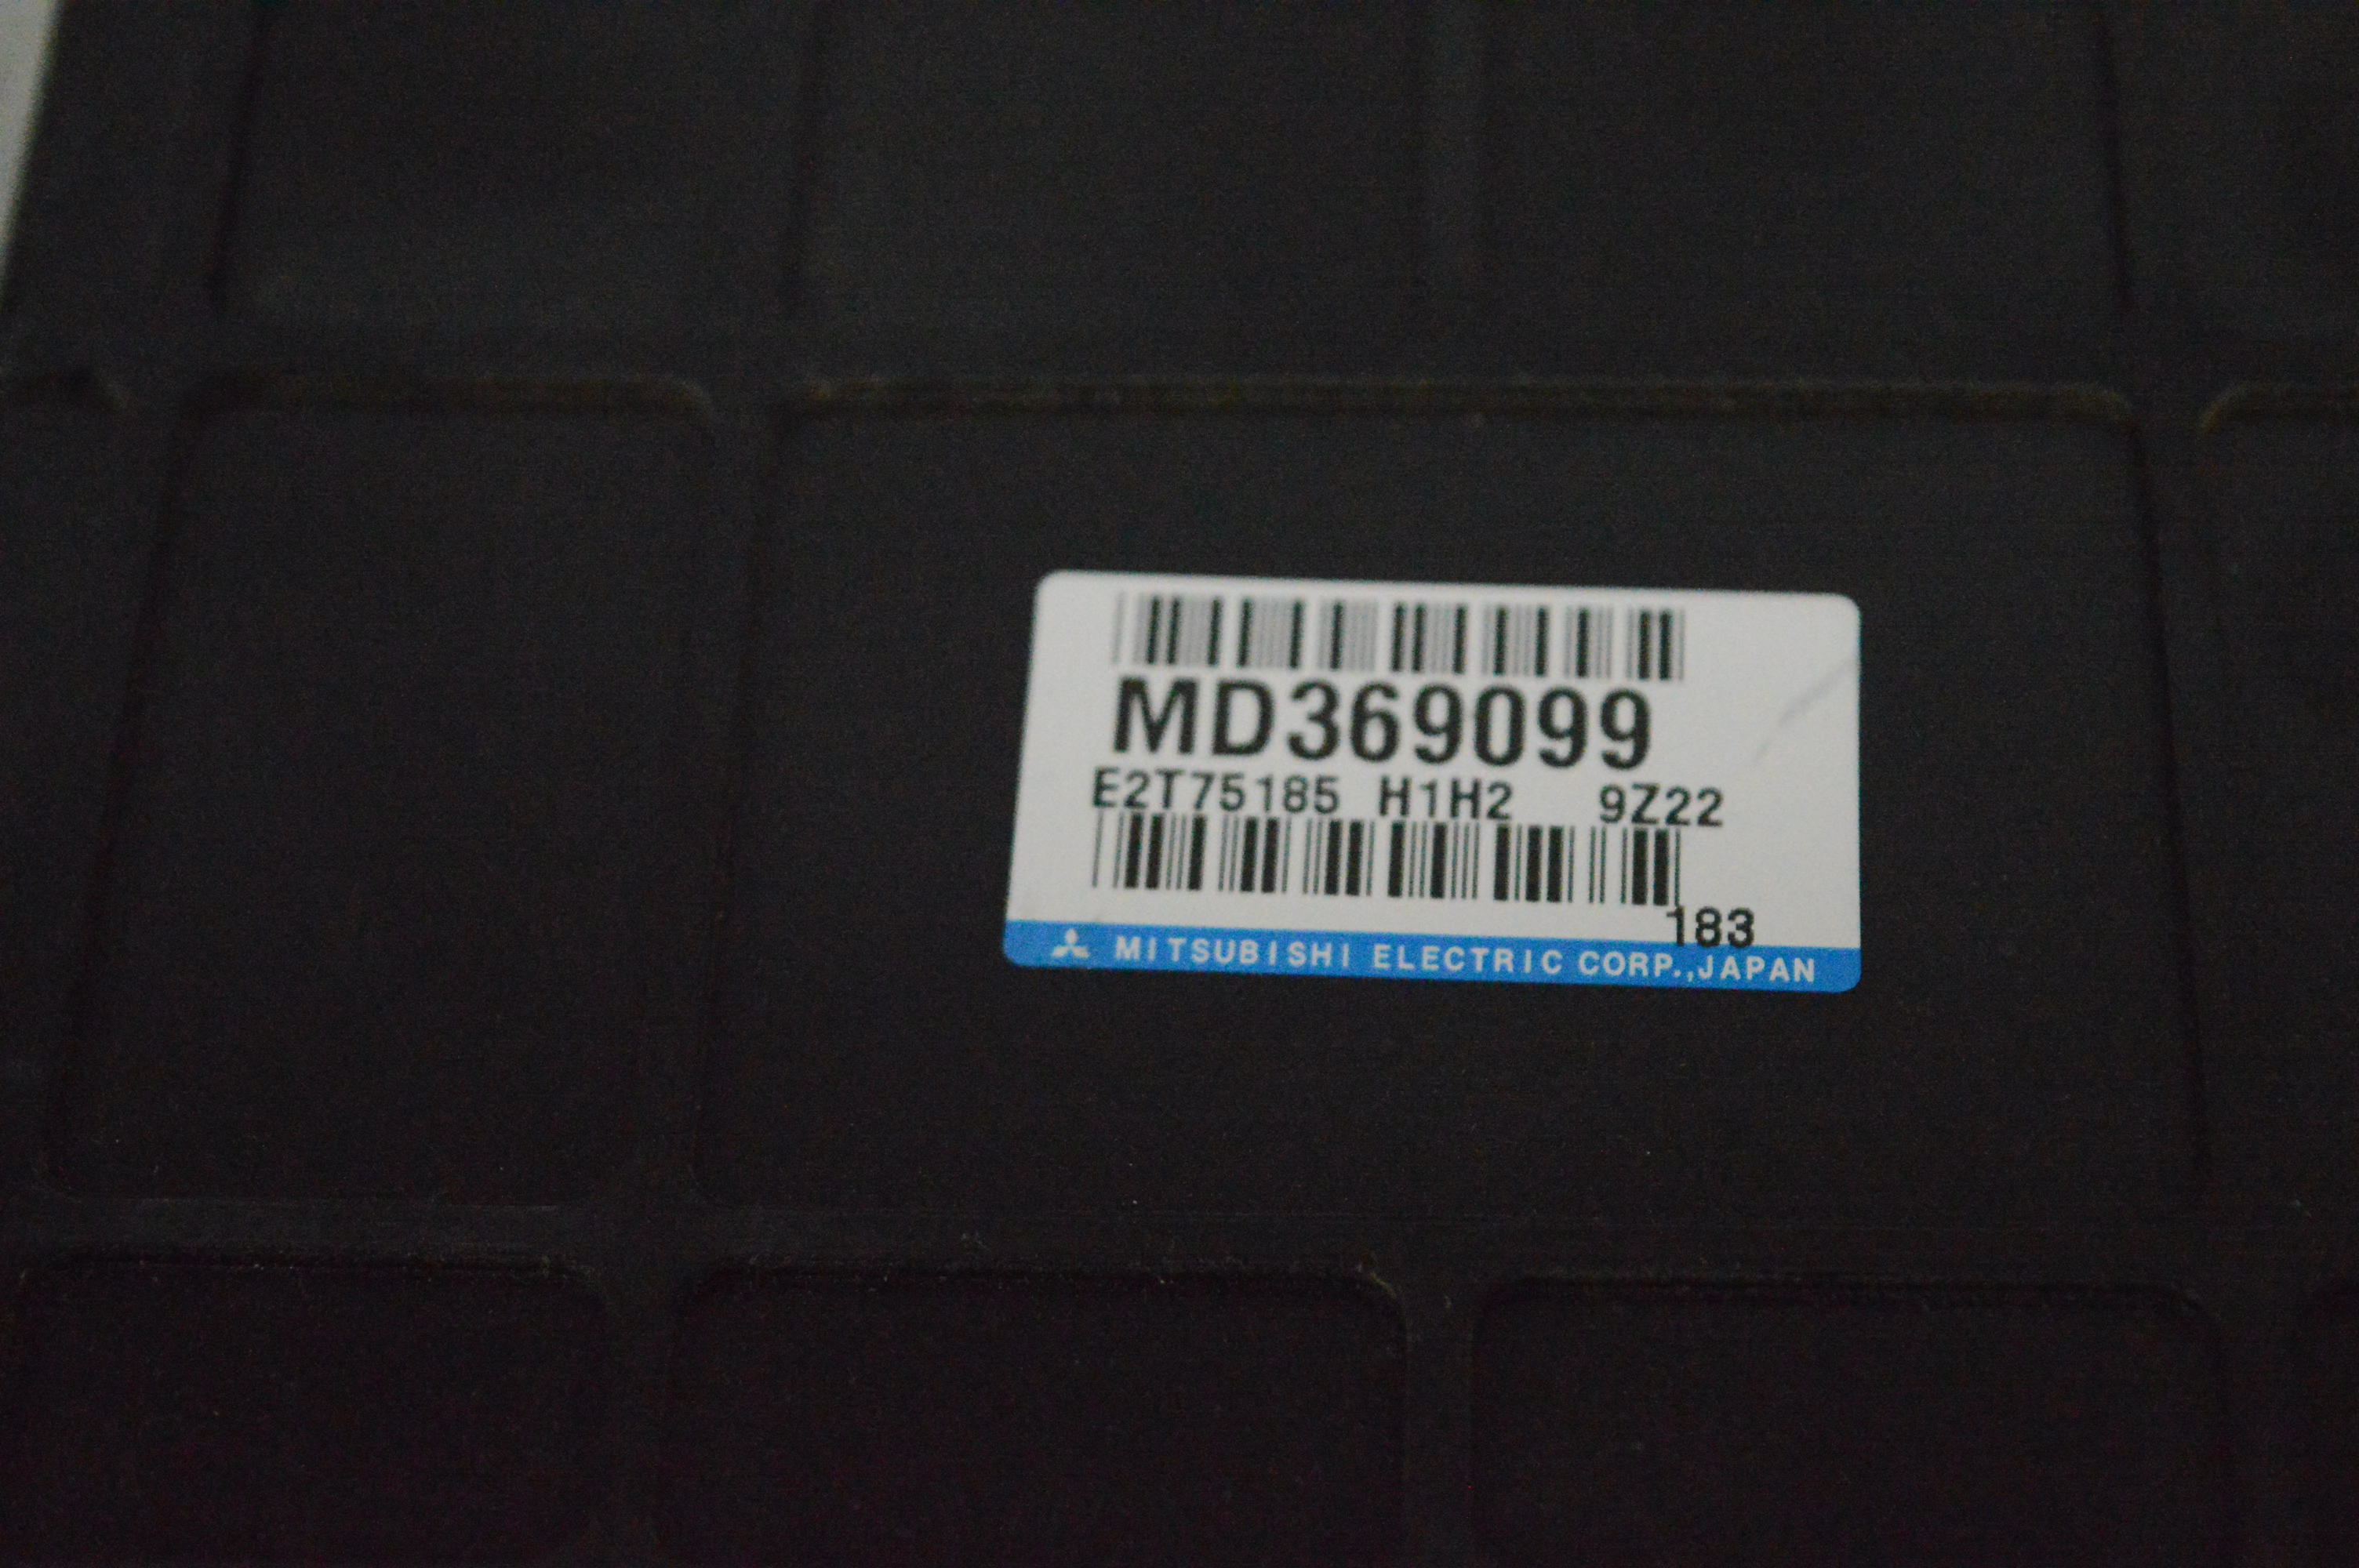 MD369099
E2T75185 H1H2 9Z22
183
MITSUBISHI ELECTRIC CORP.,JAPAN